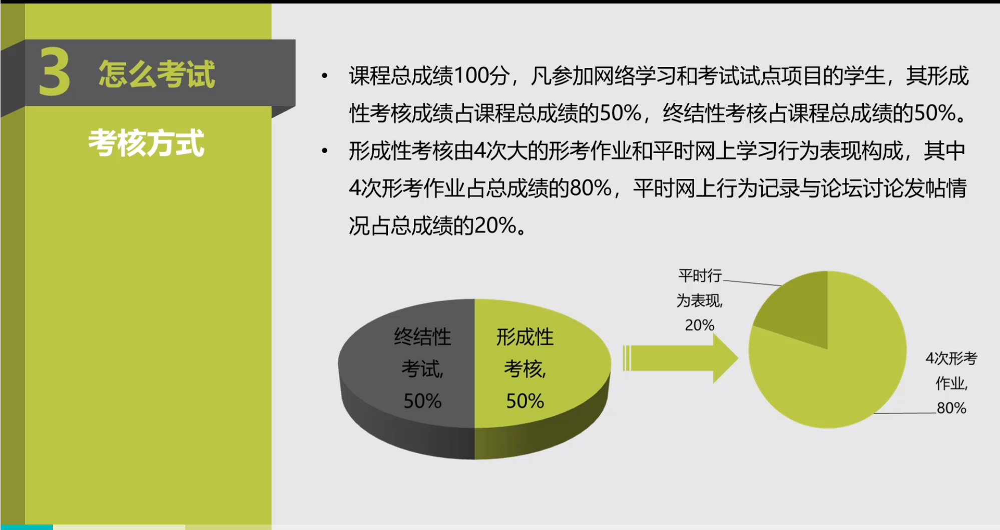 3 怎么考试
考核方式
• 课程总成绩100分，凡参加网络学习和考试试点项目的学生，其形成
性考核成绩占课程总成绩的50%，终结性考核占课程总成绩的50%。
• 形成性考核由4次大的形考作业和平时网上学习行为表现构成，其中
4次形考作业占总成绩的80%，平时网上行为记录与论坛讨论发帖情
况占总成绩的20%。
终结性
考试,
50%
形成性
考核,
50%
平时行
为表现,
20%
4次形考
作业,
80%